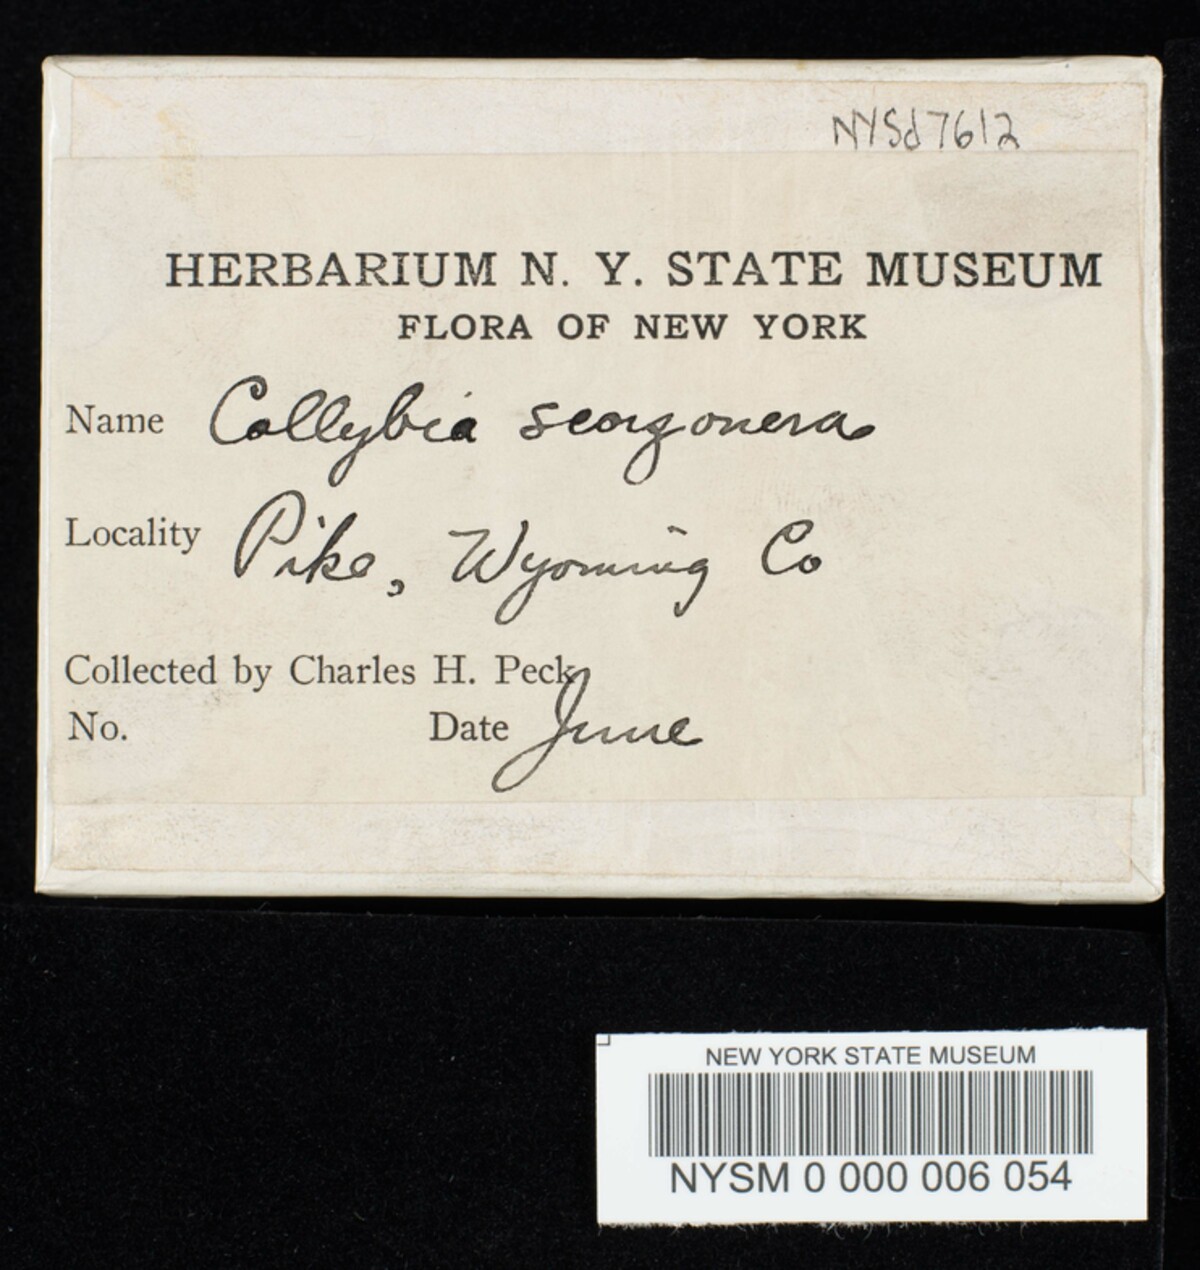 NYSd7612
HERBARIUM N. Y. STATE MUSEUM
FLORA OF NEW YORK
Name Collybia scorzonera
Locality Pike, Wyoming Co
Collected by Charles H. Peck
No. Date June
NEW YORK STATE MUSEUM
NYSM 0 000 006 054